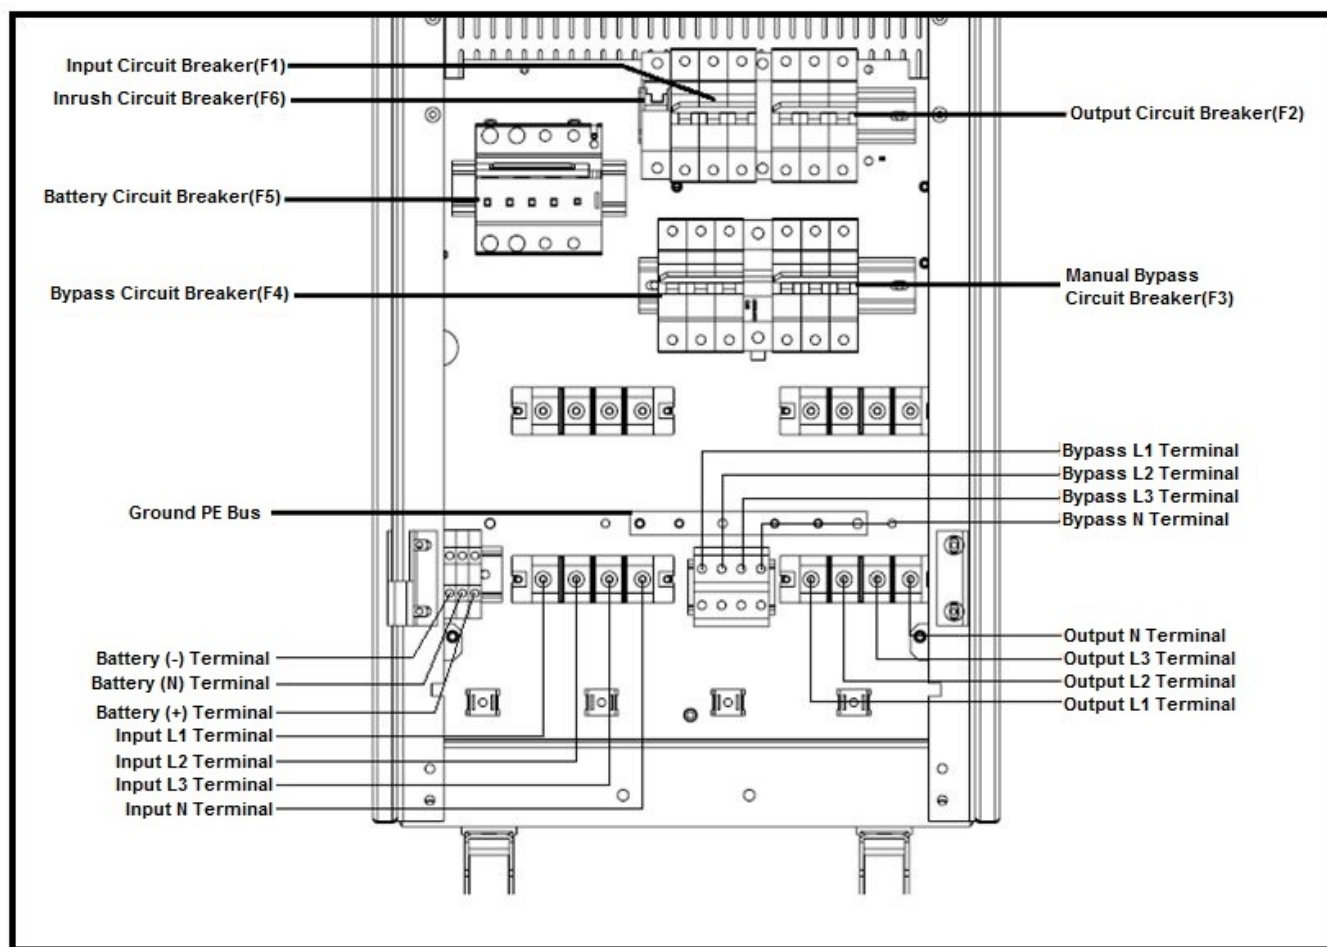 Input Circuit Breaker(F1)
Inrush Circuit Breaker(F6)
Output Circuit Breaker(F2)
Battery Circuit Breaker(F5)
Manual Bypass
Circuit Breaker(F3)
Bypass Circuit Breaker(F4)
Bypass L1 Terminal
Bypass L2 Terminal
Bypass L3 Terminal
Bypass N Terminal
Ground PE Bus
Output N Terminal
Output L3 Terminal
Output L2 Terminal
Output L1 Terminal
Battery (-) Terminal
Battery (N) Terminal
Battery (+) Terminal
Input L1 Terminal
Input L2 Terminal
Input L3 Terminal
Input N Terminal